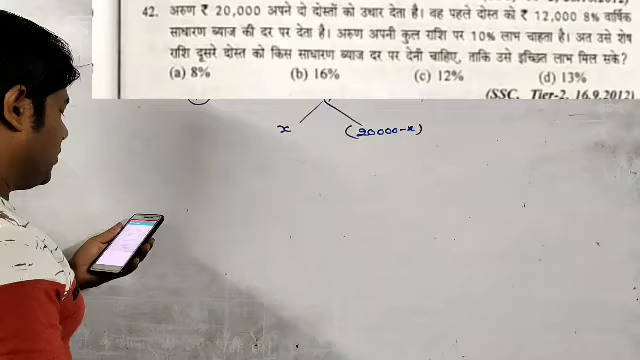 42. अरुण ₹ 20,000 अपने दो दोस्तों को उधार देता है। वह पहले दोस्त को ₹ 12,000 8% वार्षिक
साधारण ब्याज की दर पर देता है। अरुण अपनी कुल राशि पर 10% लाभ चाहता है। अत उसे शेष
राशि दूसरे दोस्त को किस साधारण ब्याज दर पर देनी चाहिए, ताकि उसे इच्छित लाभ मिल सके?
(a) 8% (b) 16% (c) 12% (d) 13%
(SSC, Tier-2, 16.9.2012)
x (20000-x)